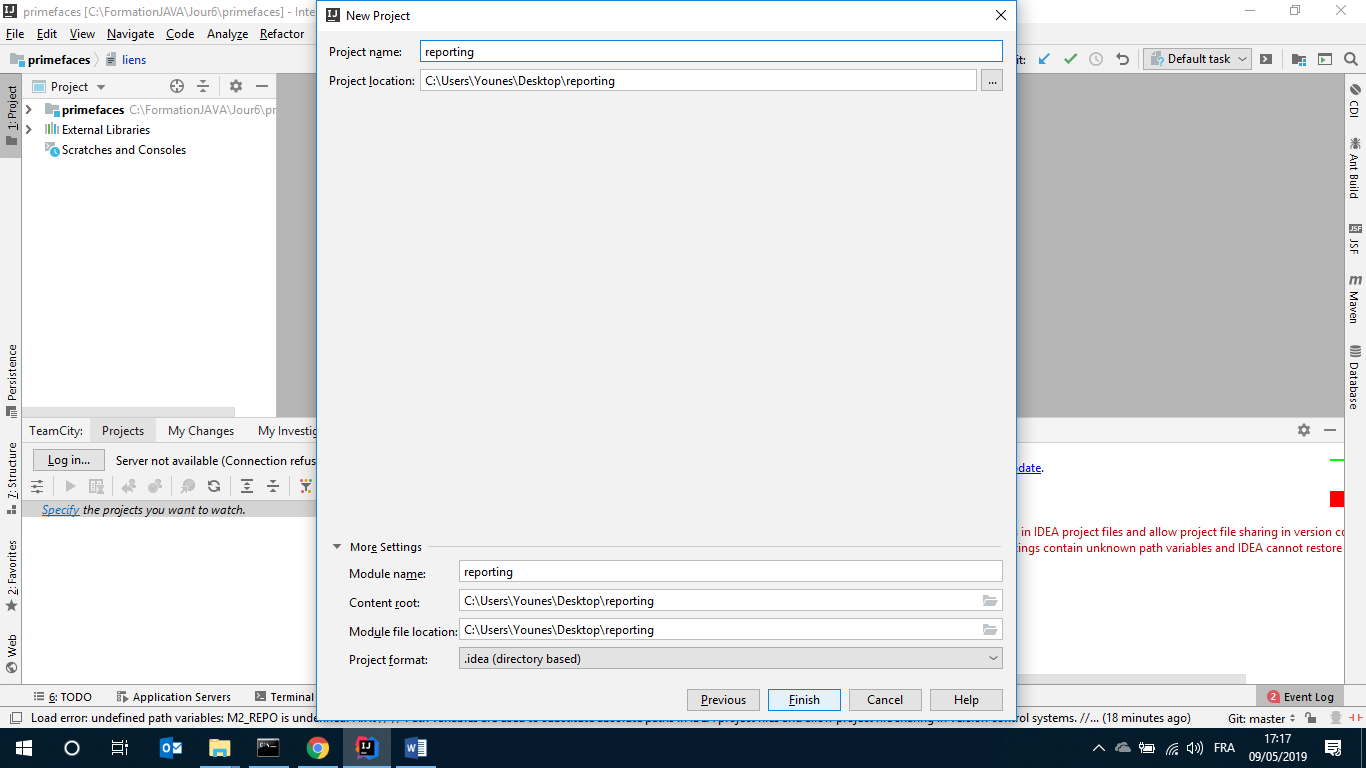 primefaces [C:\FormationJAVA\Jour6\primefaces] - Inte
New Project
File Edit View Navigate Code Analyze Refactor
primefaces liens
it: Default task
Project name: reporting
Project location: C:\Users\Younes\Desktop\reporting ...
1: Project
Project
primefaces C:\FormationJAVA\Jour6\pr
External Libraries
Scratches and Consoles
CDI
Ant Build
JSF
JSF
m
Maven
Database
Persistence
7: Structure
2: Favorites
Web
TeamCity: Projects My Changes My Investig
Log in... Server not available (Connection refus
Specify the projects you want to watch.
date.
in IDEA project files and allow project file sharing in version co
ings contain unknown path variables and IDEA cannot restore
More Settings
Module name: reporting
Content root: C:\Users\Younes\Desktop\reporting
Module file location: C:\Users\Younes\Desktop\reporting
Project format: .idea (directory based)
Previous Finish Cancel Help
6: TODO Application Servers Terminal
2 Event Log
Load error: undefined path variables: M2_REPO is unde
control systems. //... (18 minutes ago)
Git: master
FRA
17:17
09/05/2019